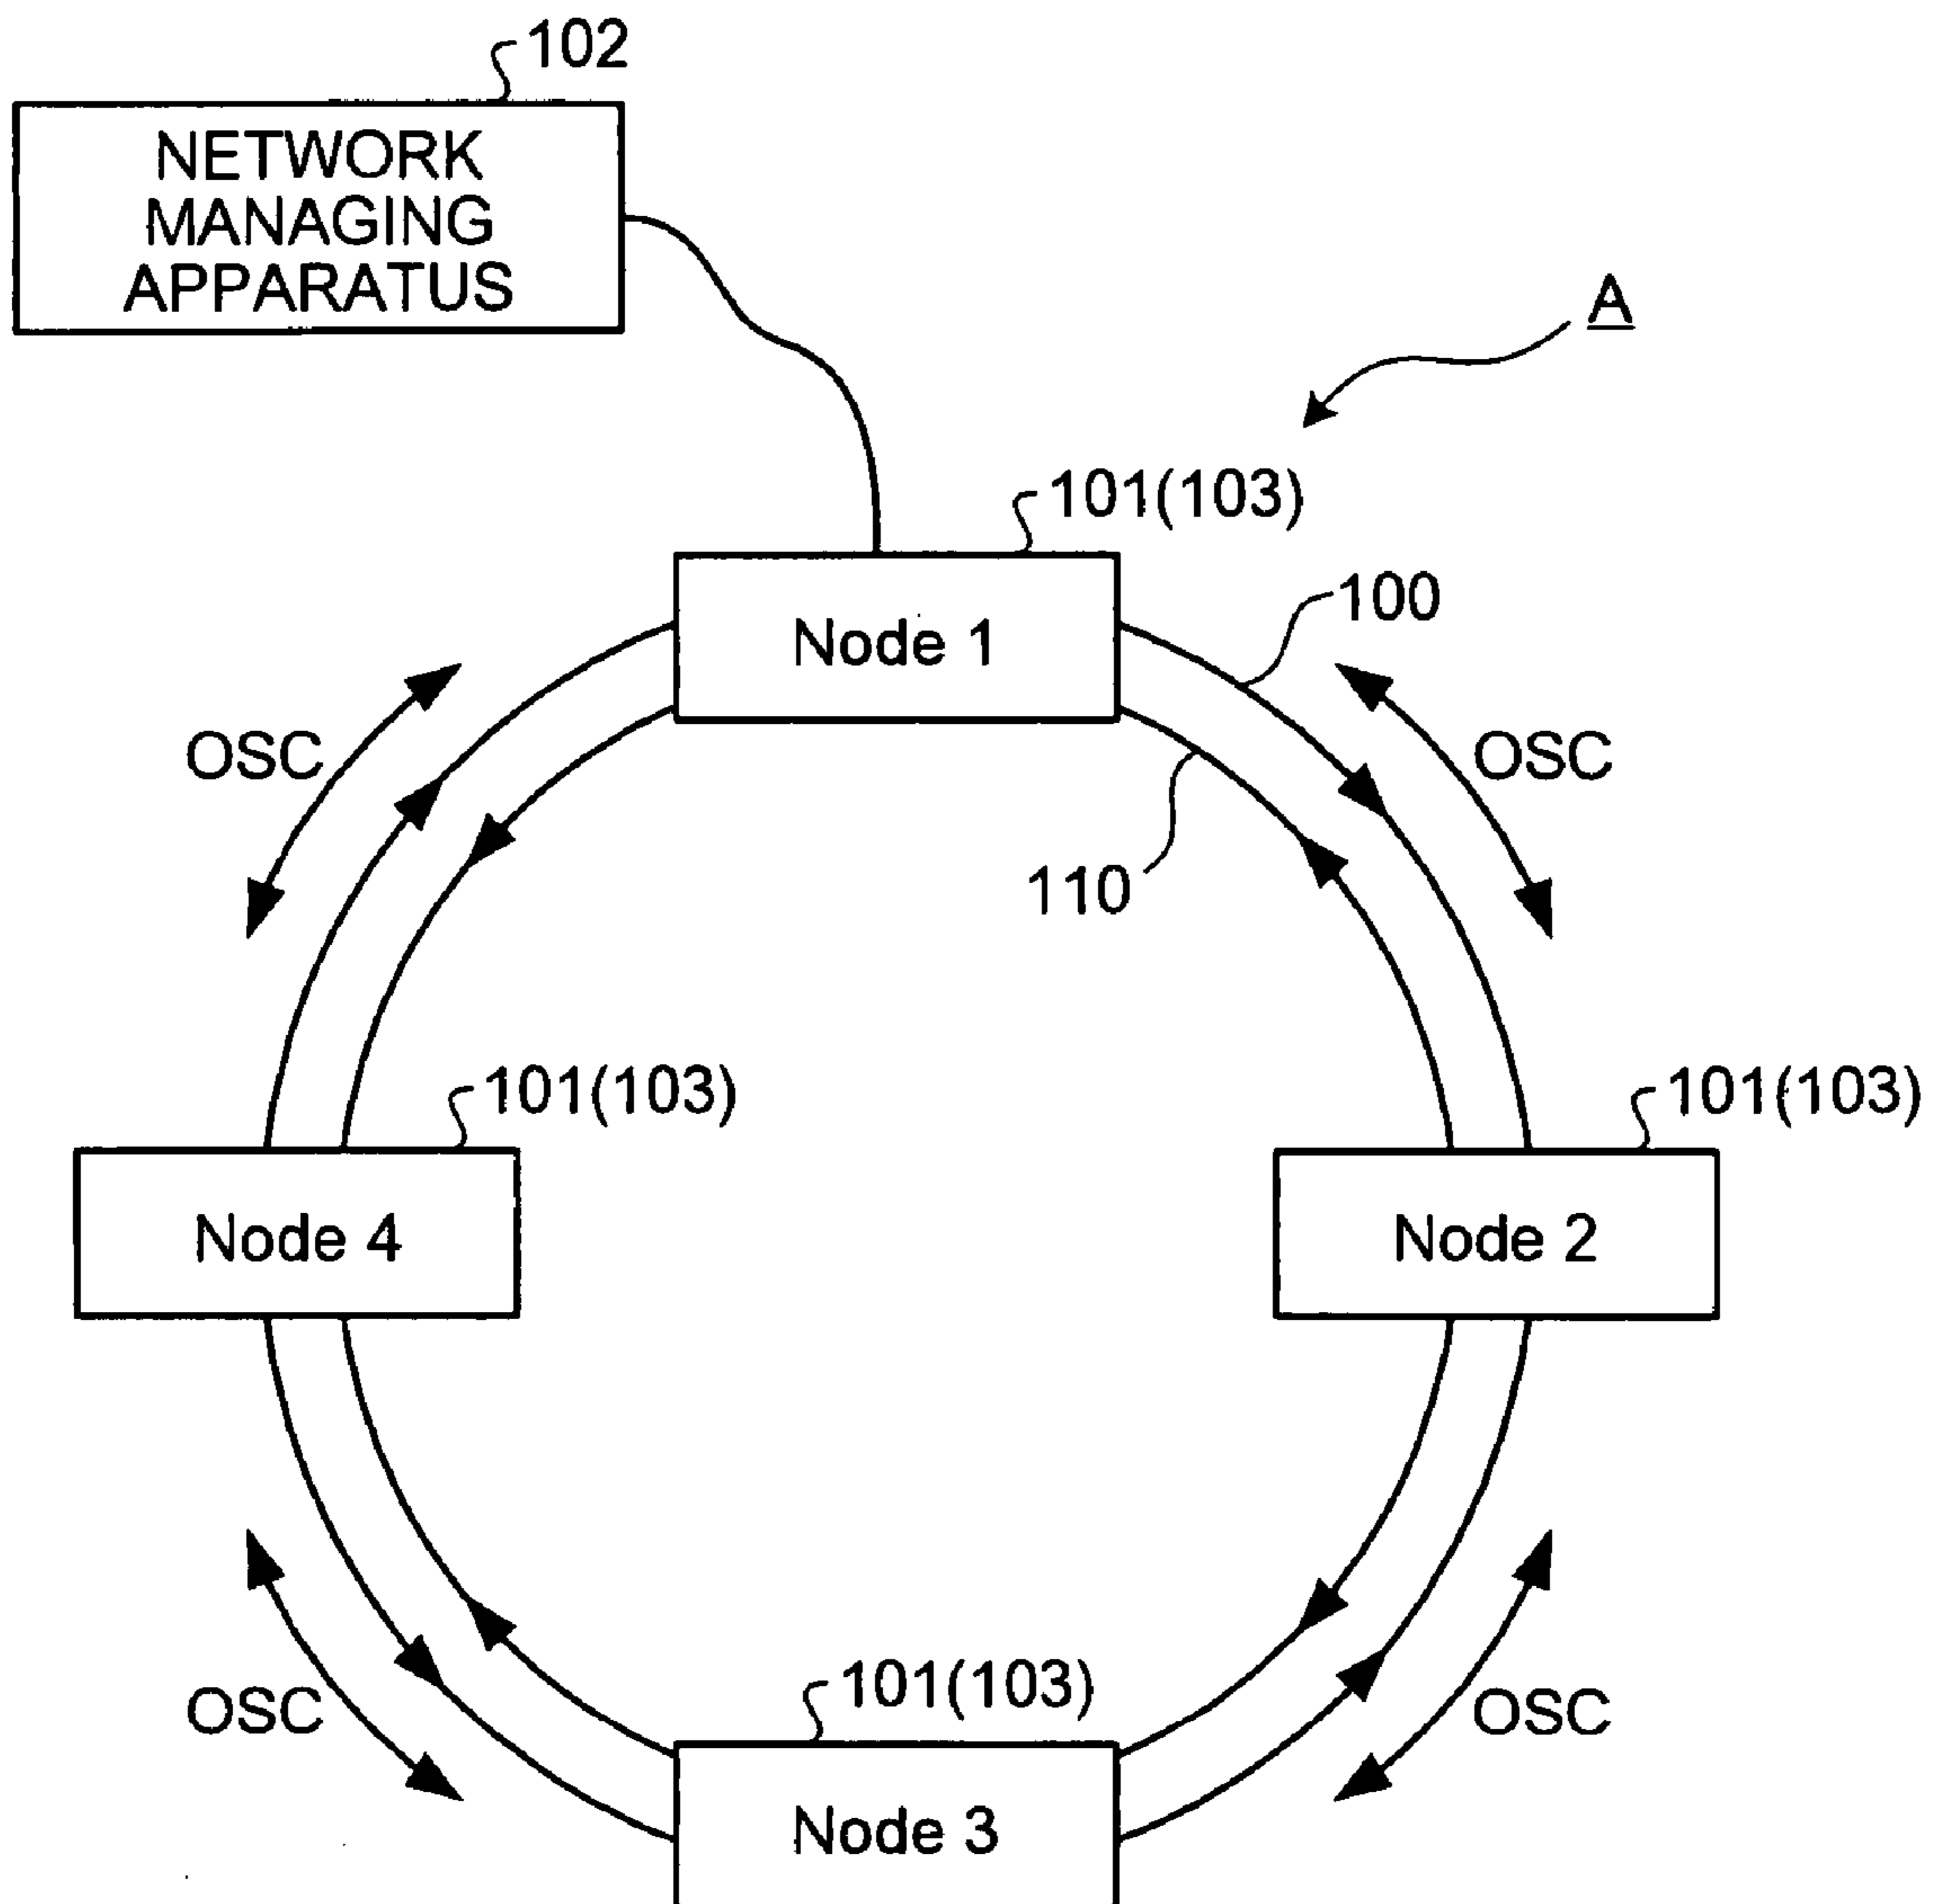 102
NETWORK
MANAGING
APPARATUS
A
101(103)
100
Node 1
OSC
OSC
110
101(103)
101(103)
Node 4
Node 2
101(103)
OSC
OSC
Node 3